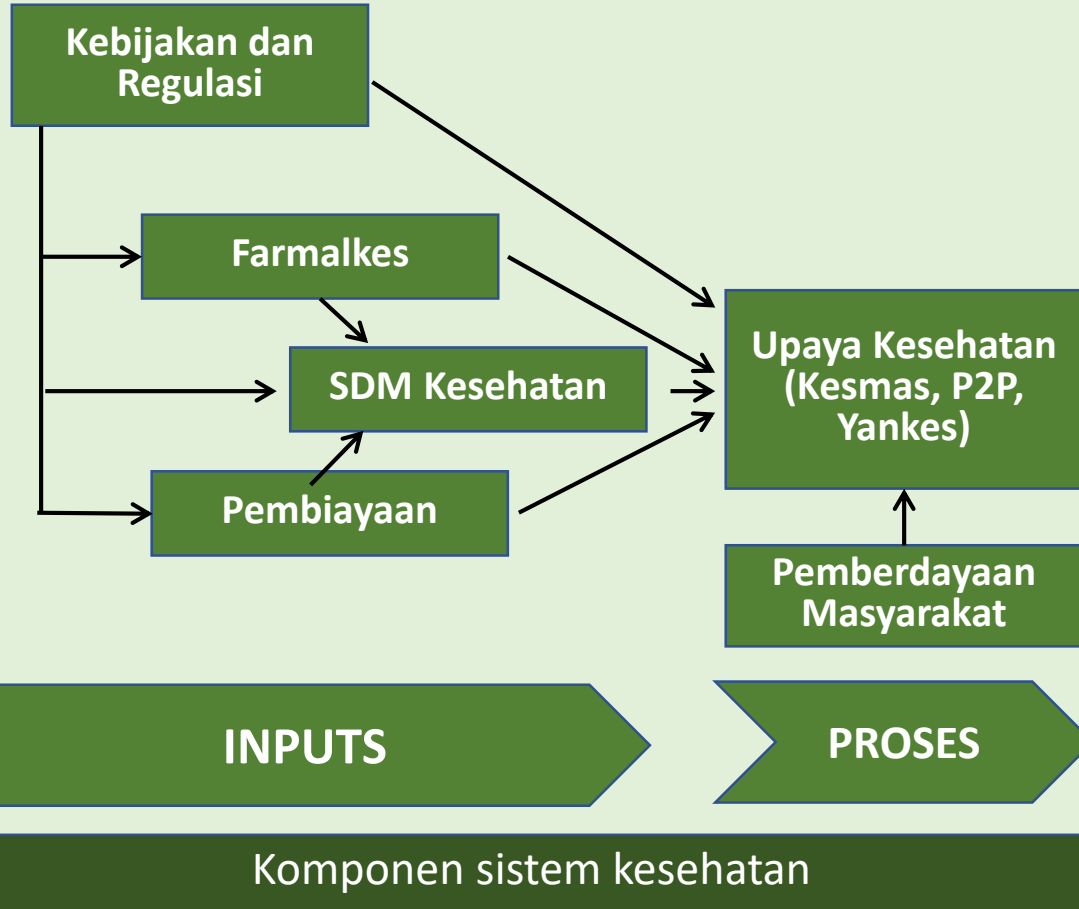 Kebijakan dan
Regulasi
Farmalkes
SDM Kesehatan
Pembiayaan
Upaya Kesehatan
(Kesmas, P2P,
Yankes)
Pemberdayaan
Masyarakat
INPUTS
PROSES
Komponen sistem kesehatan